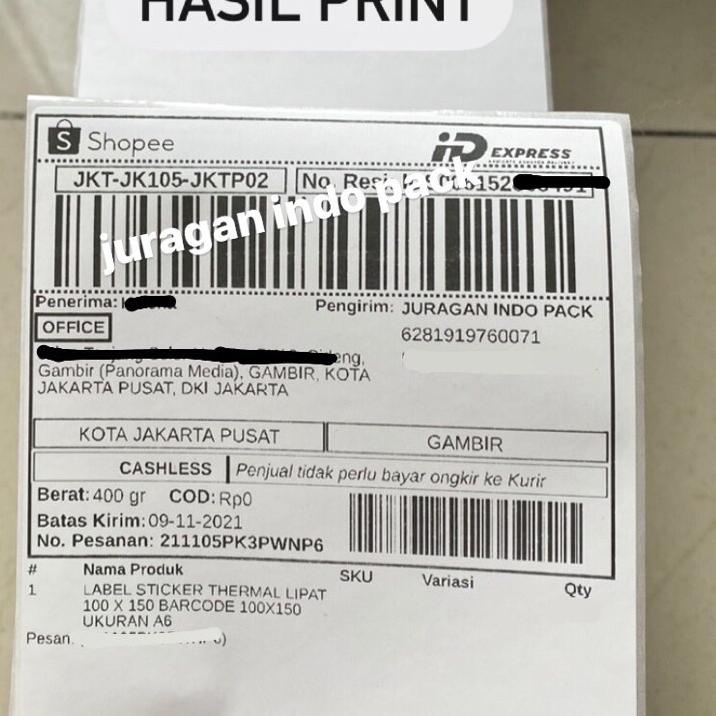 HASIL PRINT
Shopee
iD EXPRESS
JKT-JK105-JKTP02
No. Resi
juragan indo pack
Penerima:
Pengirim: JURAGAN INDO PACK
OFFICE
6281919760071
Gambir (Panorama Media), GAMBIR, KOTA
JAKARTA PUSAT, DKI JAKARTA
KOTA JAKARTA PUSAT
GAMBIR
CASHLESS
Penjual tidak perlu bayar ongkir ke Kurir
Berat: 400 gr COD: Rp0
Batas Kirim: 09-11-2021
No. Pesanan: 211105PK3PWNP6
# Nama Produk SKU Variasi Qty
1 LABEL STICKER THERMAL LIPAT
100 X 150 BARCODE 100X150
UKURAN A6
Pesan.